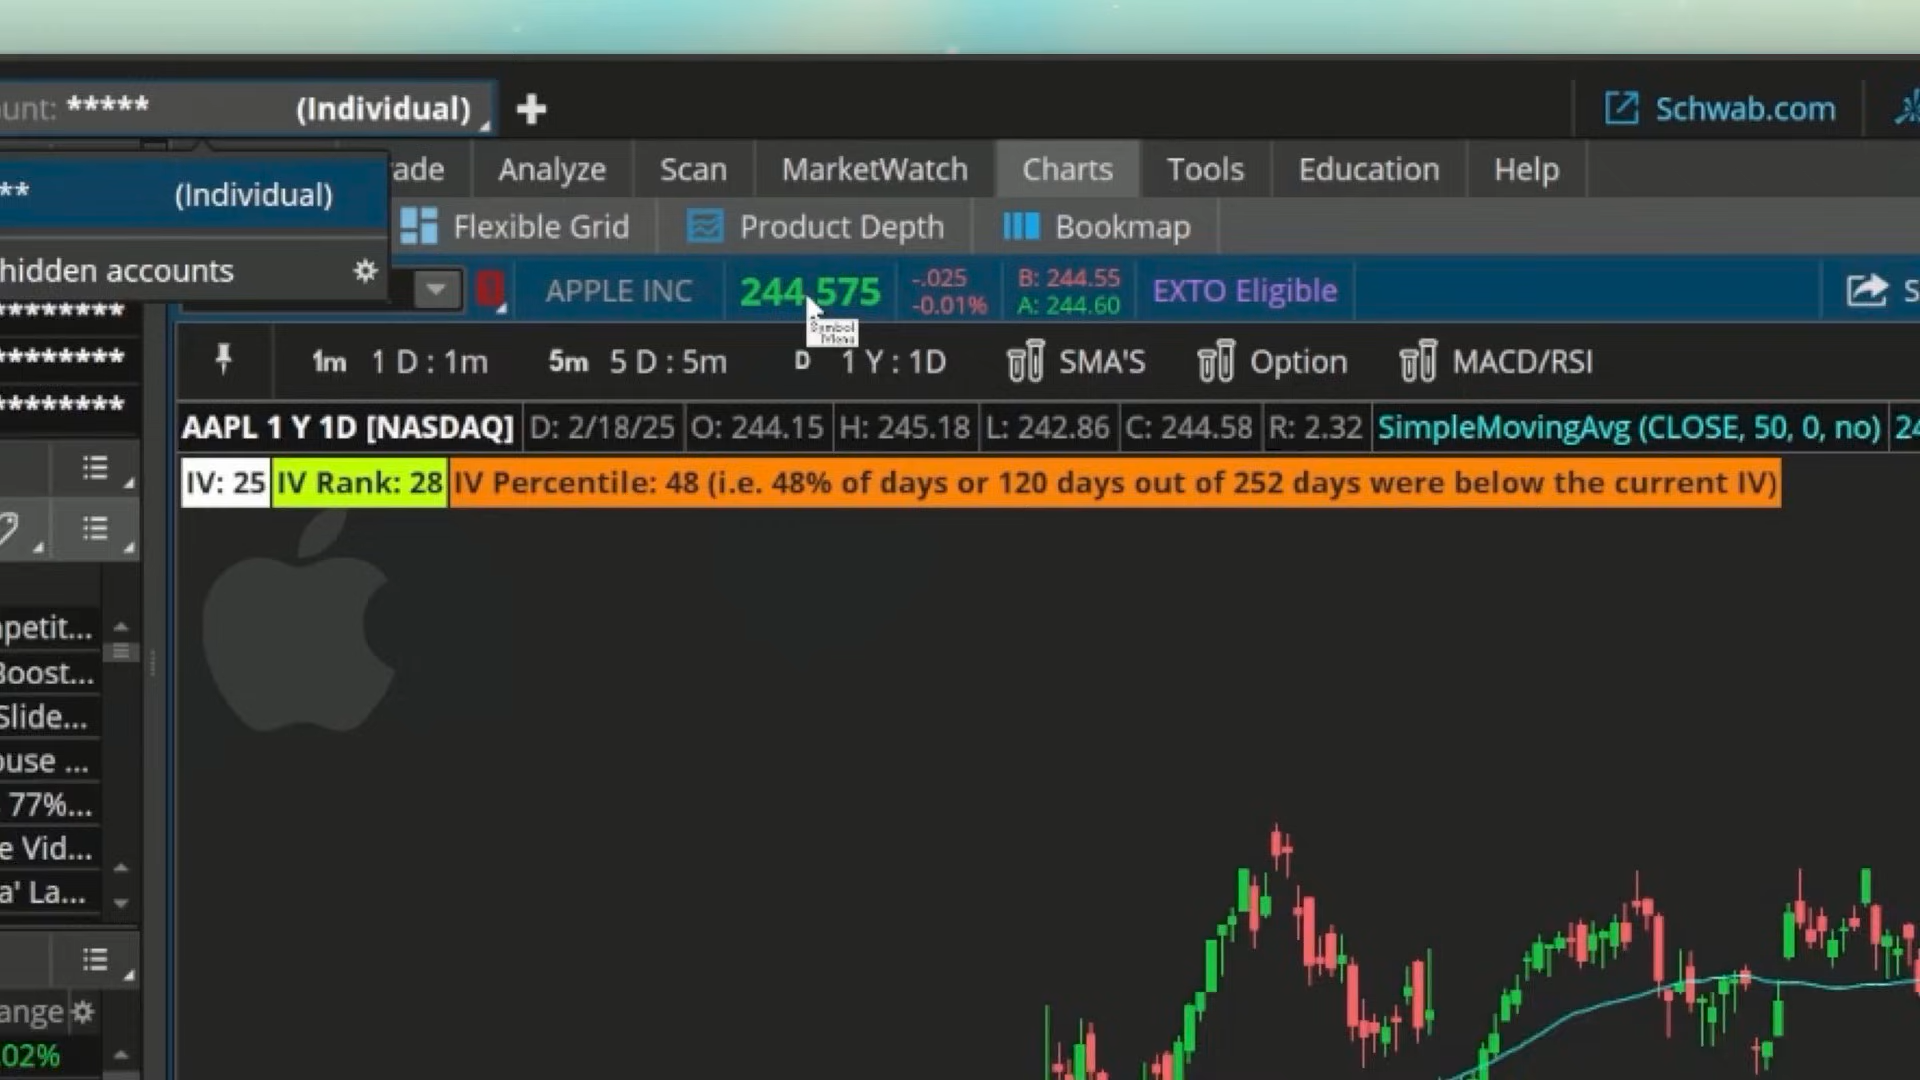 unt: ***** (Individual) +
Schwab.com
** (Individual)
ade Analyze Scan MarketWatch Charts Tools Education Help
Flexible Grid Product Depth Bookmap
hidden accounts
APPLE INC 244.575 -.025 B: 244.55 EXTO Eligible S
-0.01% A: 244.60
Symbol
Menu
********
********
********
1m 1 D : 1m 5m 5 D : 5m D 1 Y : 1D SMA'S Option MACD/RSI
AAPL 1 Y 1D [NASDAQ] D: 2/18/25 O: 244.15 H: 245.18 L: 242.86 C: 244.58 R: 2.32 SimpleMovingAvg (CLOSE, 50, 0, no) 24
IV: 25 IV Rank: 28 IV Percentile: 48 (i.e. 48% of days or 120 days out of 252 days were below the current IV)
petit...
Boost...
Slide...
ouse ...
77%...
e Vid...
a' La...
ange
02%